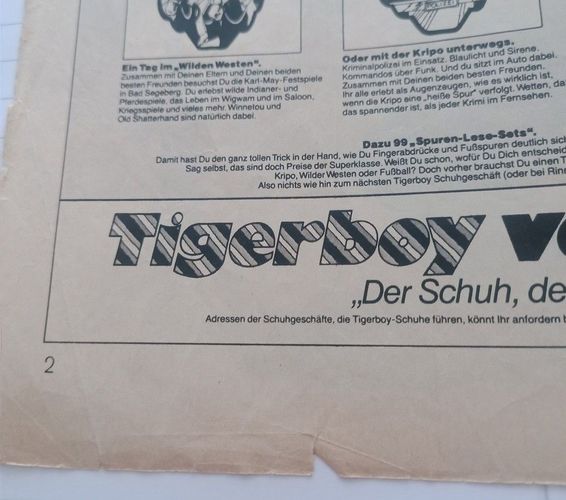 Ein Tag im „Wilden Westen“.
Zusammen mit Deinen Eltern und Deinen beiden
besten Freunden besuchst Du die Karl-May-Festspiele
in Bad Segeberg. Du erlebst wilde Indianer- und
Pferdespiele, das Leben im Wigwam und im Saloon,
Kriegsspiele und vieles mehr. Winnetou und
Old Shatterhand sind natürlich dabei.
Oder mit der Kripo unterwegs.
Kriminalpolizei im Einsatz. Blaulicht und Sirene.
Kommandos über Funk. Und du sitzt im Auto dabei.
Zusammen mit Deinen beiden besten Freunden.
Ihr alle erlebt als Augenzeugen, wie es wirklich ist,
wenn die Kripo eine „heiße Spur“ verfolgt. Wetten, da
das spannender ist, als jeder Krimi im Fernsehen.
Dazu 99 „Spuren-Lese-Sets“.
Damit hast Du den ganz tollen Trick in der Hand, wie Du Fingerabdrücke und Fußspuren deutlich sich
Sag selbst, das sind doch Preise der Superklasse. Weißt Du schon, wofür Du Dich entscheid
Kripo, Wilder Westen oder Fußball? Doch vorher brauchst Du einen T
Also nichts wie hin zum nächsten Tigerboy Schuhgeschäft (oder bei Rin
Tigerboy vo
„Der Schuh, de
Adressen der Schuhgeschäfte, die Tigerboy-Schuhe führen, könnt Ihr anfordern b
2